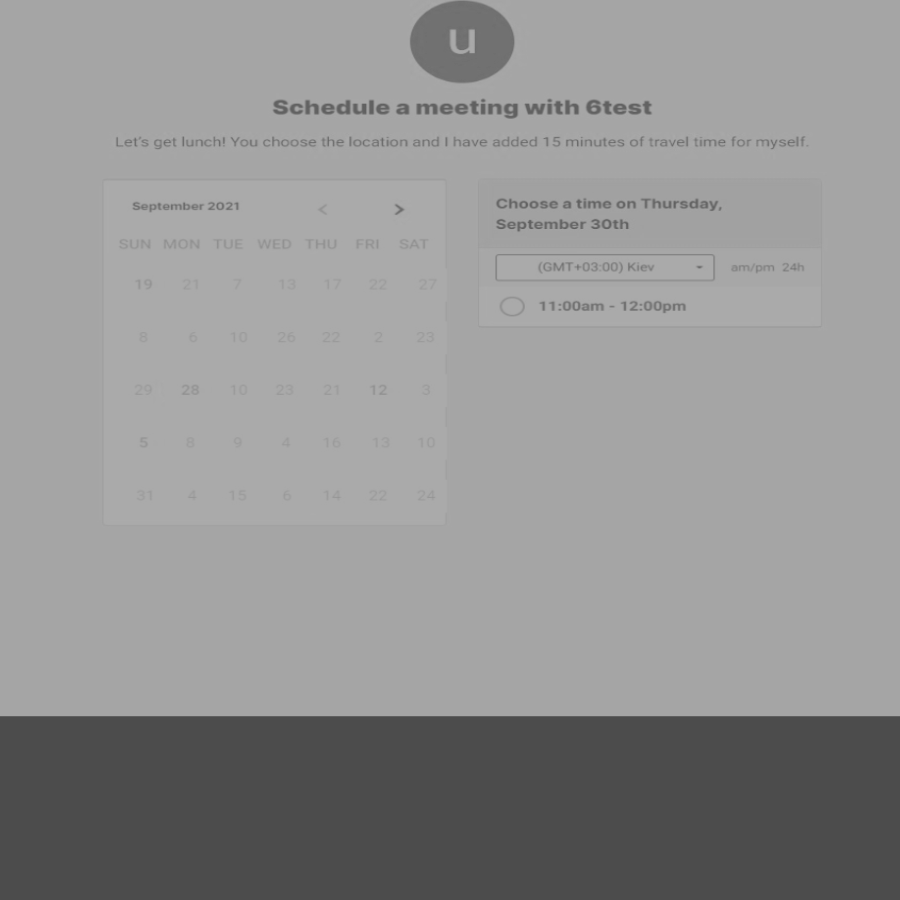 u
Schedule a meeting with 6test
Let's get lunch! You choose the location and I have added 15 minutes of travel time for myself.
September 2021 < >
SUN MON TUE WED THU FRI SAT
19 21 7 13 17 22 27
8 6 10 26 22 2 23
29 28 10 23 21 12 3
5 8 9 4 16 13 10
31 4 15 6 14 22 24
Choose a time on Thursday,
September 30th
(GMT+03:00) Kiev am/pm 24h
11:00am - 12:00pm